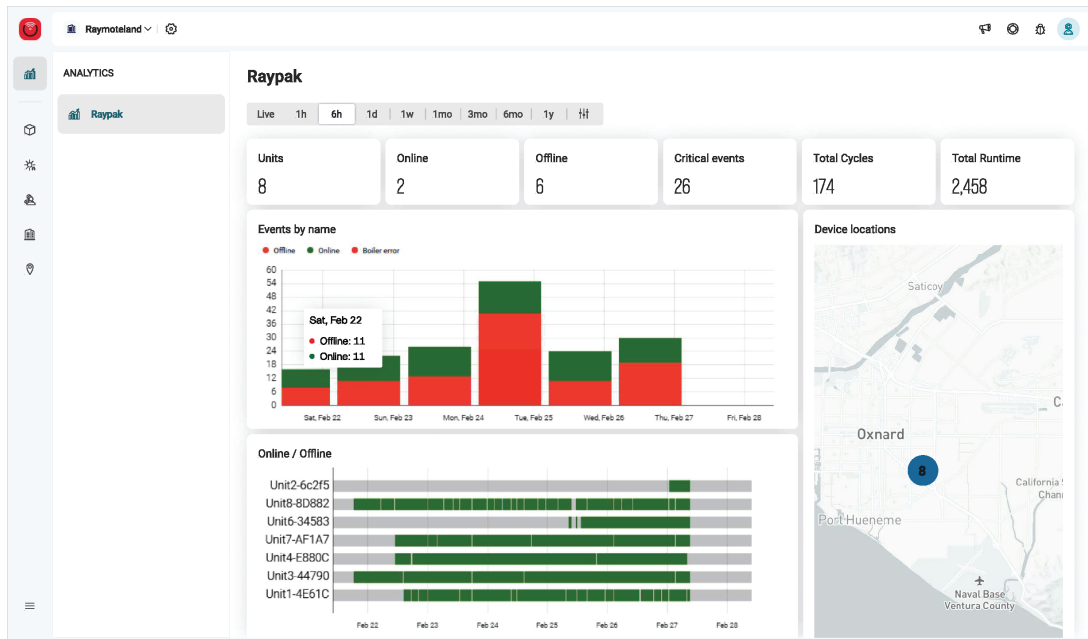 Raymoteland
ANALYTICS
Raypak
Raypak
Live 1h 6h 1d 1w 1mo 3mo 6mo 1y
Units
8
Online
2
Offline
6
Critical events
26
Total Cycles
174
Total Runtime
2,458
Events by name
Offline Online Boiler error
60
54
48
42
36
30
24
18
12
6
0
Sat, Feb 22
Offline: 11
Online: 11
Sat, Feb 22 Sun, Feb 23 Mon, Feb 24 Tue, Feb 25 Wed, Feb 26 Thu, Feb 27 Fri, Feb 28
Online / Offline
Unit2-6c2f5
Unit8-8D882
Unit6-34583
Unit7-AF1A7
Unit4-E880C
Unit3-44790
Unit1-4E61C
Feb 22 Feb 23 Feb 24 Feb 25 Feb 26 Feb 27 Feb 28
Device locations
Saticoy
Oxnard
8
California
Chan
Port Hueneme
Naval Base
Ventura County